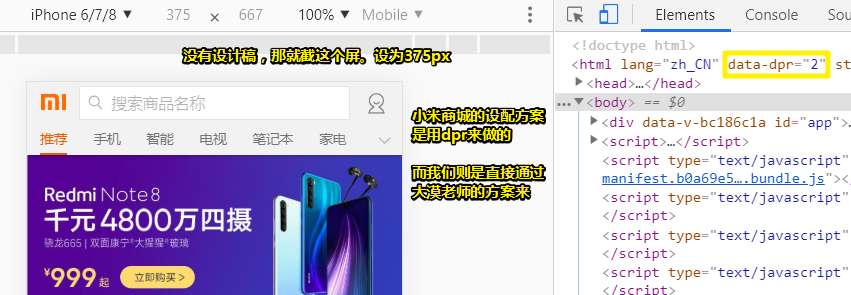 iPhone 6/7/8 375 × 667 100% Mobile
Elements Console Sources
没有设计稿，那就截这个屏。设为375px
mi
搜索商品名称
推荐 手机 智能 电视 笔记本 家电
小米商城的设配方案
是用dpr来做的
而我们则是直接通过
大漠老师的方案来
Redmi Note8
千元4800万四摄
骁龙665 | 双面康宁®大猩猩®玻璃
¥999起 立即购买>
<!doctype html>
<html lang="zh_CN" data-dpr="2" st
<head>…</head>
<body> == $0
<div data-v-bc186c1a id="app">…
<script>…</script>
<script type="text/javascript"
manifest.b0a69e5….bundle.js"></
<script type="text/javascript"
</script>
<script type="text/javascript"
</script>
<script type="text/javascript"
</script>